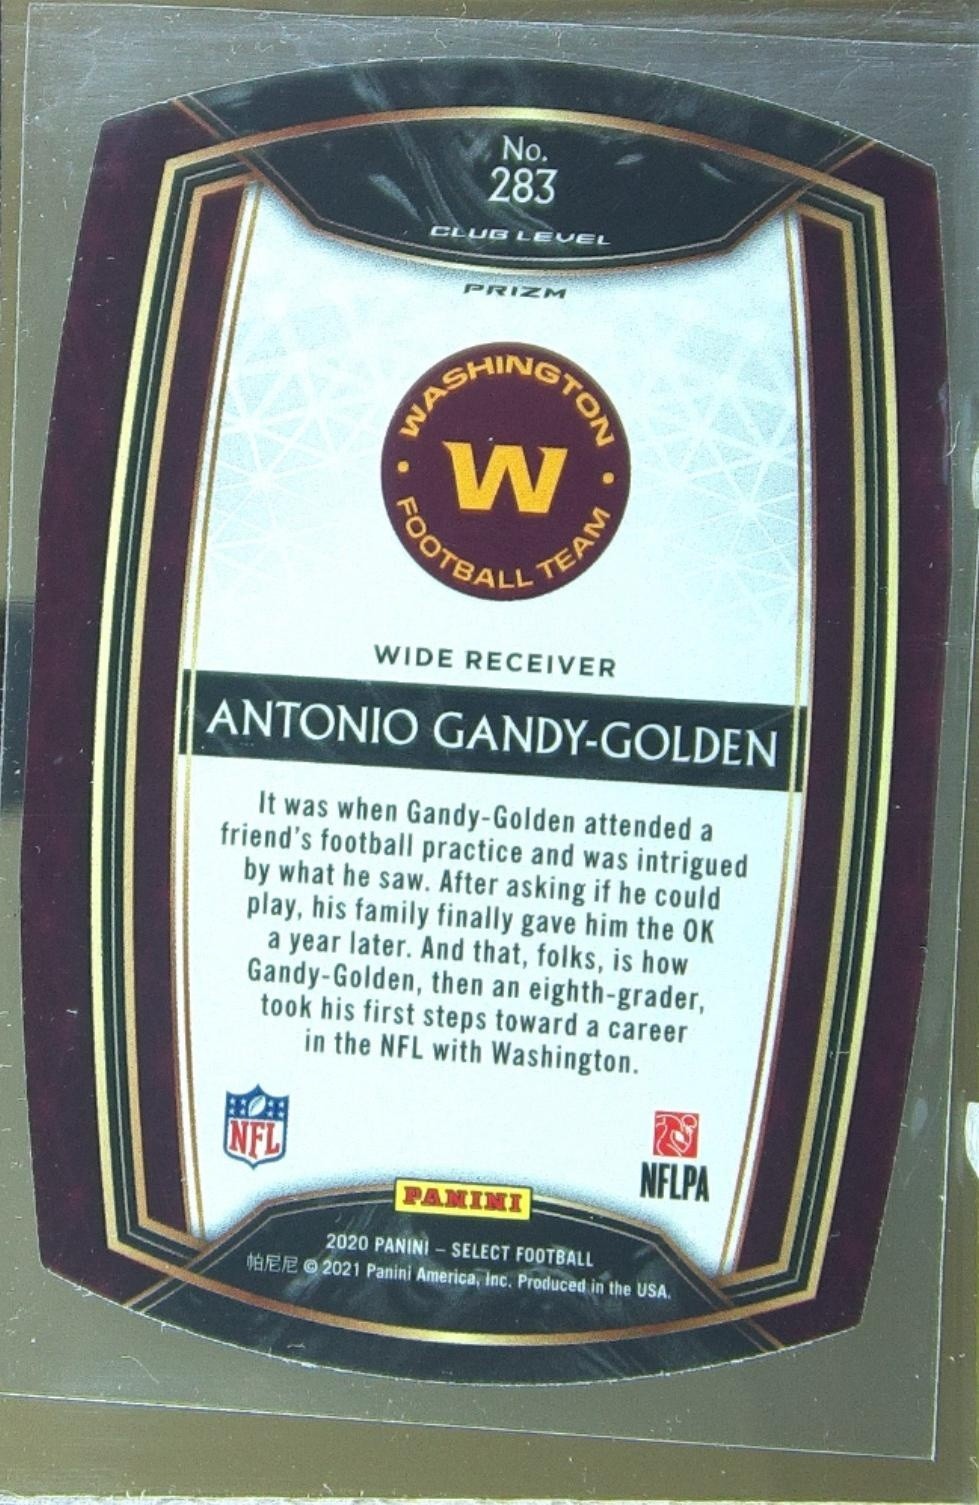 No.
283
CLUB LEVEL
PRIZM
WASHINGTON
W
FOOTBALL TEAM
WIDE RECEIVER
ANTONIO GANDY-GOLDEN
It was when Gandy-Golden attended a
friend's football practice and was intrigued
by what he saw. After asking if he could
play, his family finally gave him the OK
a year later. And that, folks, is how
Gandy-Golden, then an eighth-grader,
took his first steps toward a career
in the NFL with Washington.
NFL
NFLPA
PANINI
2020 PANINI – SELECT FOOTBALL
帕尼尼 © 2021 Panini America, Inc. Produced in the USA.